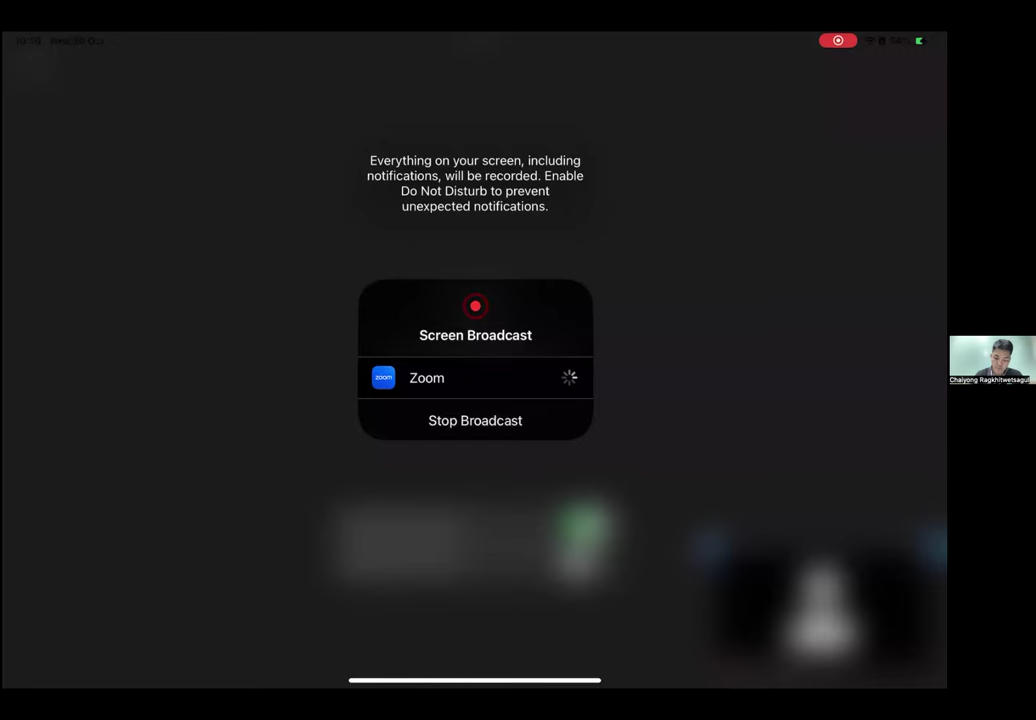 Everything on your screen, including
notifications, will be recorded. Enable
Do Not Disturb to prevent
unexpected notifications.
Screen Broadcast
zoom
Zoom
Stop Broadcast
Chaiyong Ragkhitwetsagul